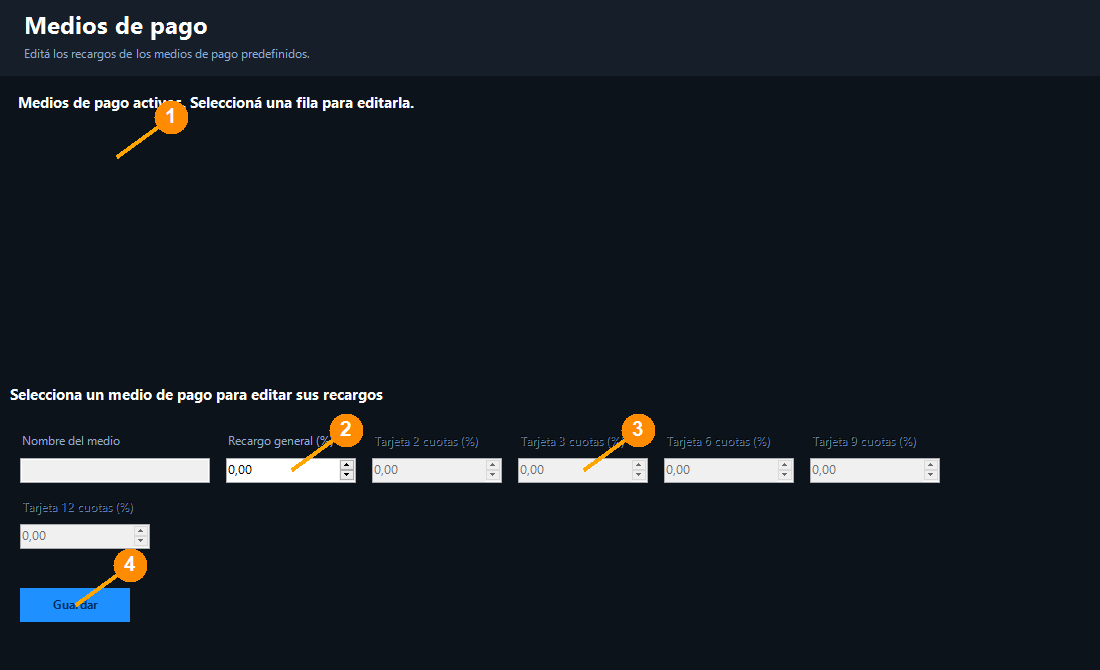 Medios de pago
Editá los recargos de los medios de pago predefinidos.
Medios de pago activos. Seleccioná una fila para editarla.
1
Selecciona un medio de pago para editar sus recargos
2
3
Nombre del medio
Recargo general (%)
Tarjeta 2 cuotas (%)
Tarjeta 3 cuotas (%)
Tarjeta 6 cuotas (%)
Tarjeta 9 cuotas (%)
0,00
0,00
0,00
0,00
0,00
Tarjeta 12 cuotas (%)
0,00
4
Guardar